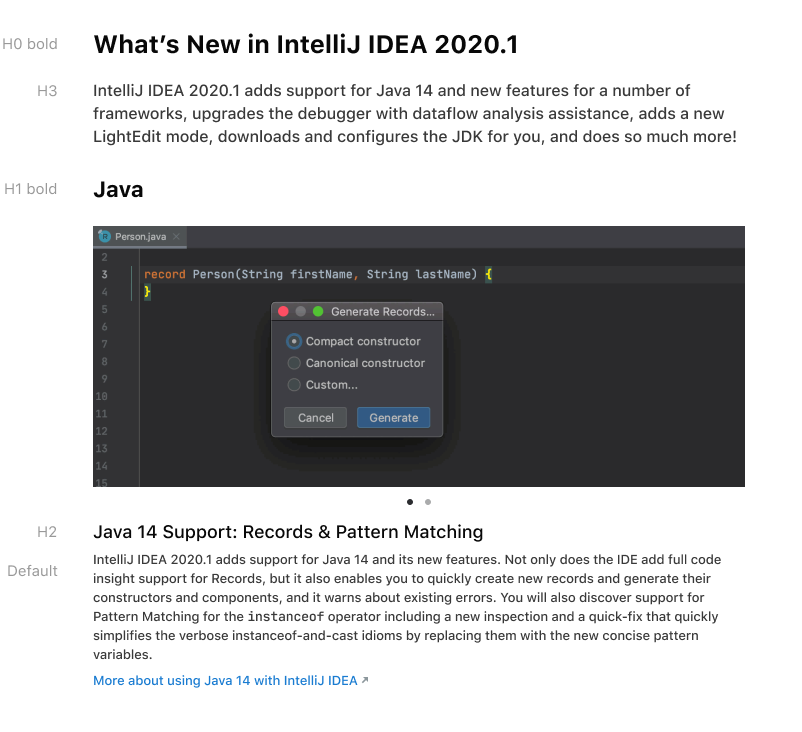 H0 bold
What's New in IntelliJ IDEA 2020.1
H3
IntelliJ IDEA 2020.1 adds support for Java 14 and new features for a number of
frameworks, upgrades the debugger with dataflow analysis assistance, adds a new
LightEdit mode, downloads and configures the JDK for you, and does so much more!
H1 bold
Java
R Person.java ×
2
3 record Person(String firstName, String lastName) {
4 }
5
Generate Records...
6
7 Compact constructor
8 Canonical constructor
9 Custom...
10
11 Cancel Generate
12
13
14
15
H2
Java 14 Support: Records & Pattern Matching
Default
IntelliJ IDEA 2020.1 adds support for Java 14 and its new features. Not only does the IDE add full code
insight support for Records, but it also enables you to quickly create new records and generate their
constructors and components, and it warns about existing errors. You will also discover support for
Pattern Matching for the instanceof operator including a new inspection and a quick-fix that quickly
simplifies the verbose instanceof-and-cast idioms by replacing them with the new concise pattern
variables.
More about using Java 14 with IntelliJ IDEA ↗